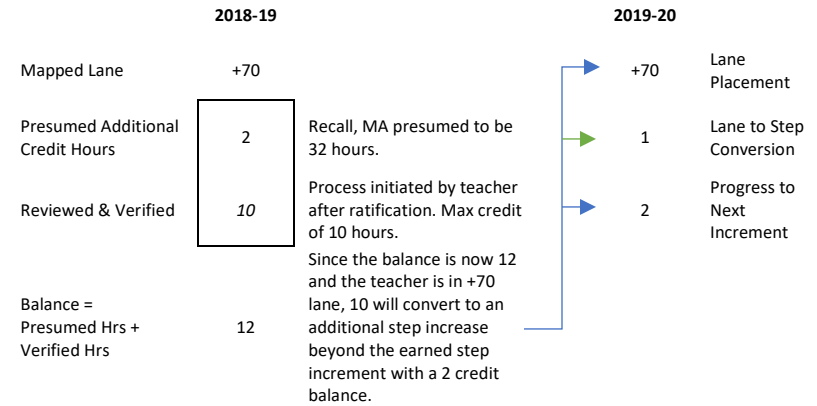 2018-19
2019-20
Mapped Lane
+70
+70
Lane
Placement
Presumed Additional
Credit Hours
2
Recall, MA presumed to be
32 hours.
1
Lane to Step
Conversion
Reviewed & Verified
10
Process initiated by teacher
after ratification. Max credit
of 10 hours.
2
Progress to
Next
Increment
Balance =
Presumed Hrs +
Verified Hrs
12
Since the balance is now 12
and the teacher is in +70
lane, 10 will convert to an
additional step increase
beyond the earned step
increment with a 2 credit
balance.